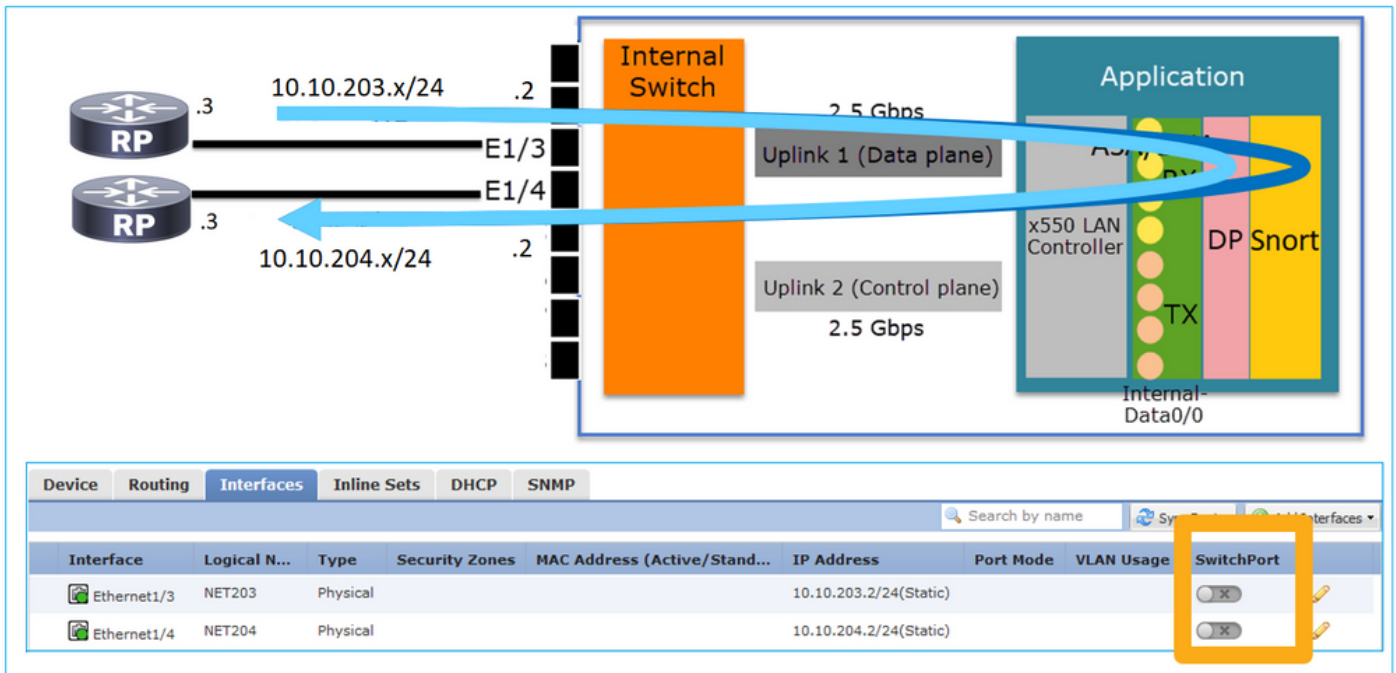 Internal
Switch
Application
10.10.203.x/24
.2
.3
RP
E1/3
2.5 Gbps
Uplink 1 (Data plane)
E1/4
RP
.3
10.10.204.x/24
.2
x550 LAN
Controller
DP
Snort
Uplink 2 (Control plane)
2.5 Gbps
TX
Internal-
Data0/0
Device Routing Interfaces Inline Sets DHCP SNMP
Search by name
Interface Logical N... Type Security Zones MAC Address (Active/Stand... IP Address Port Mode VLAN Usage SwitchPort
Ethernet1/3 NET203 Physical 10.10.203.2/24(Static)
Ethernet1/4 NET204 Physical 10.10.204.2/24(Static)